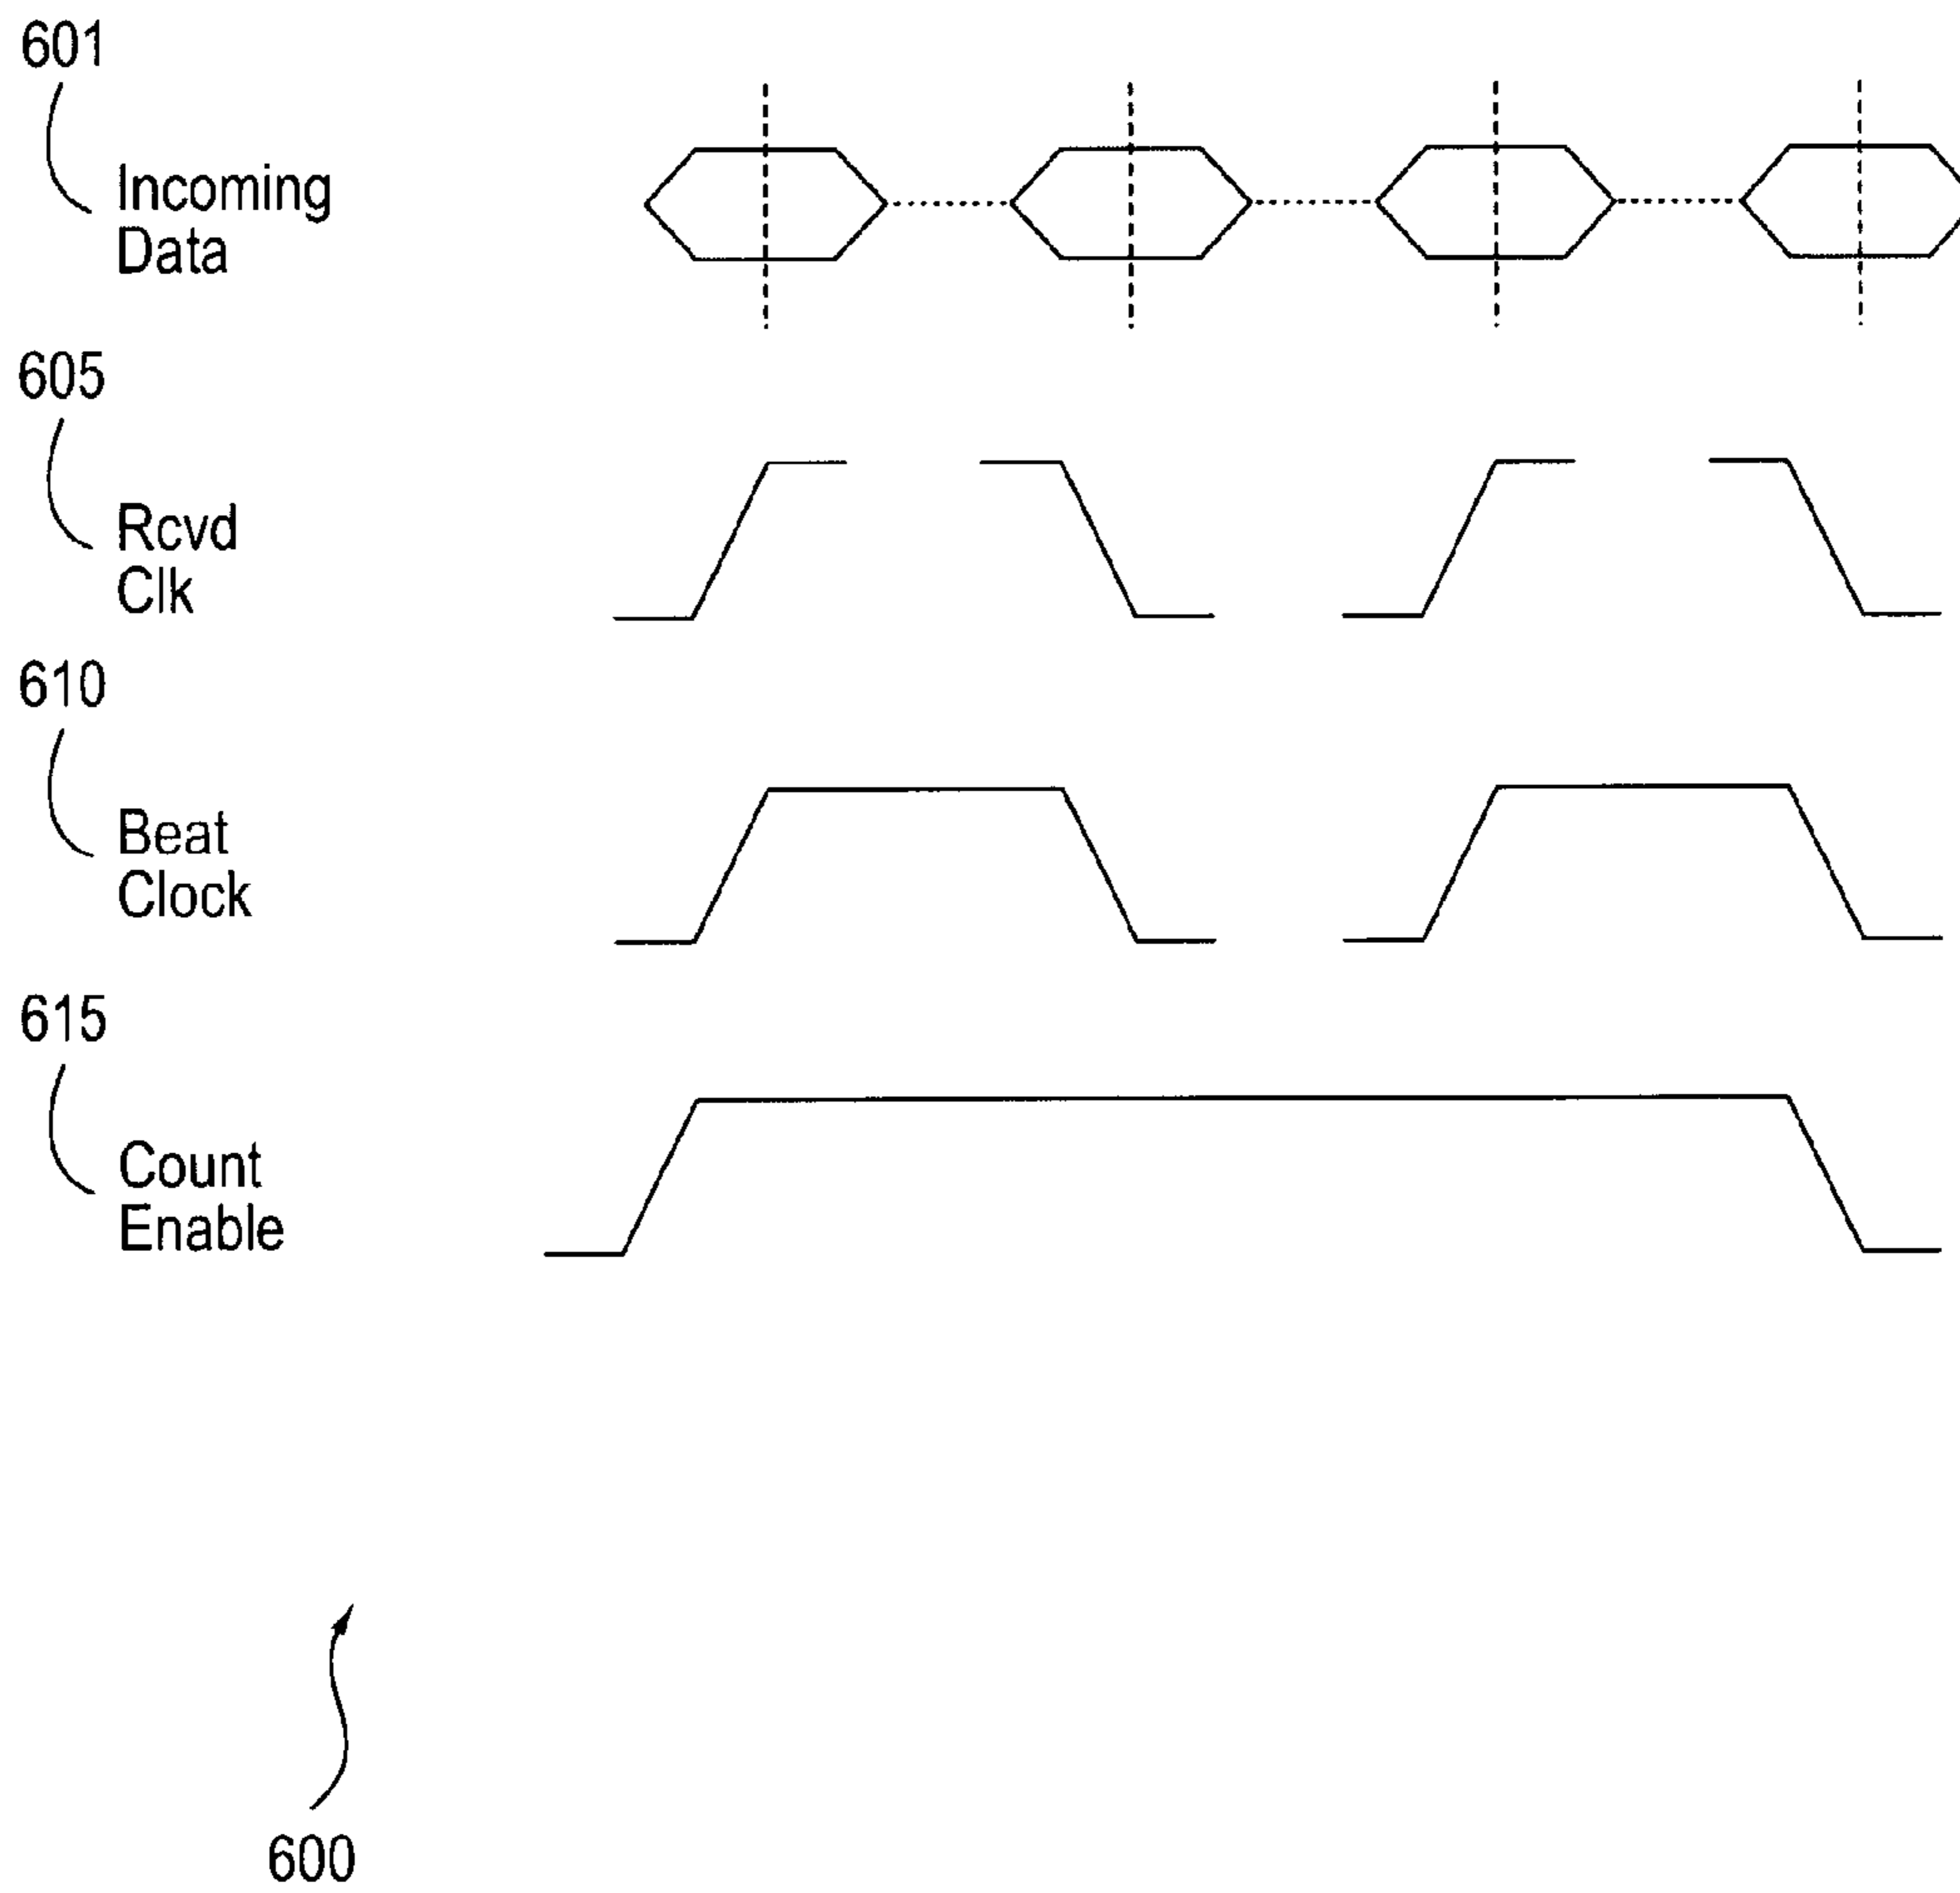 601
Incoming
Data
605
Rcvd
Clk
610
Beat
Clock
615
Count
Enable
600